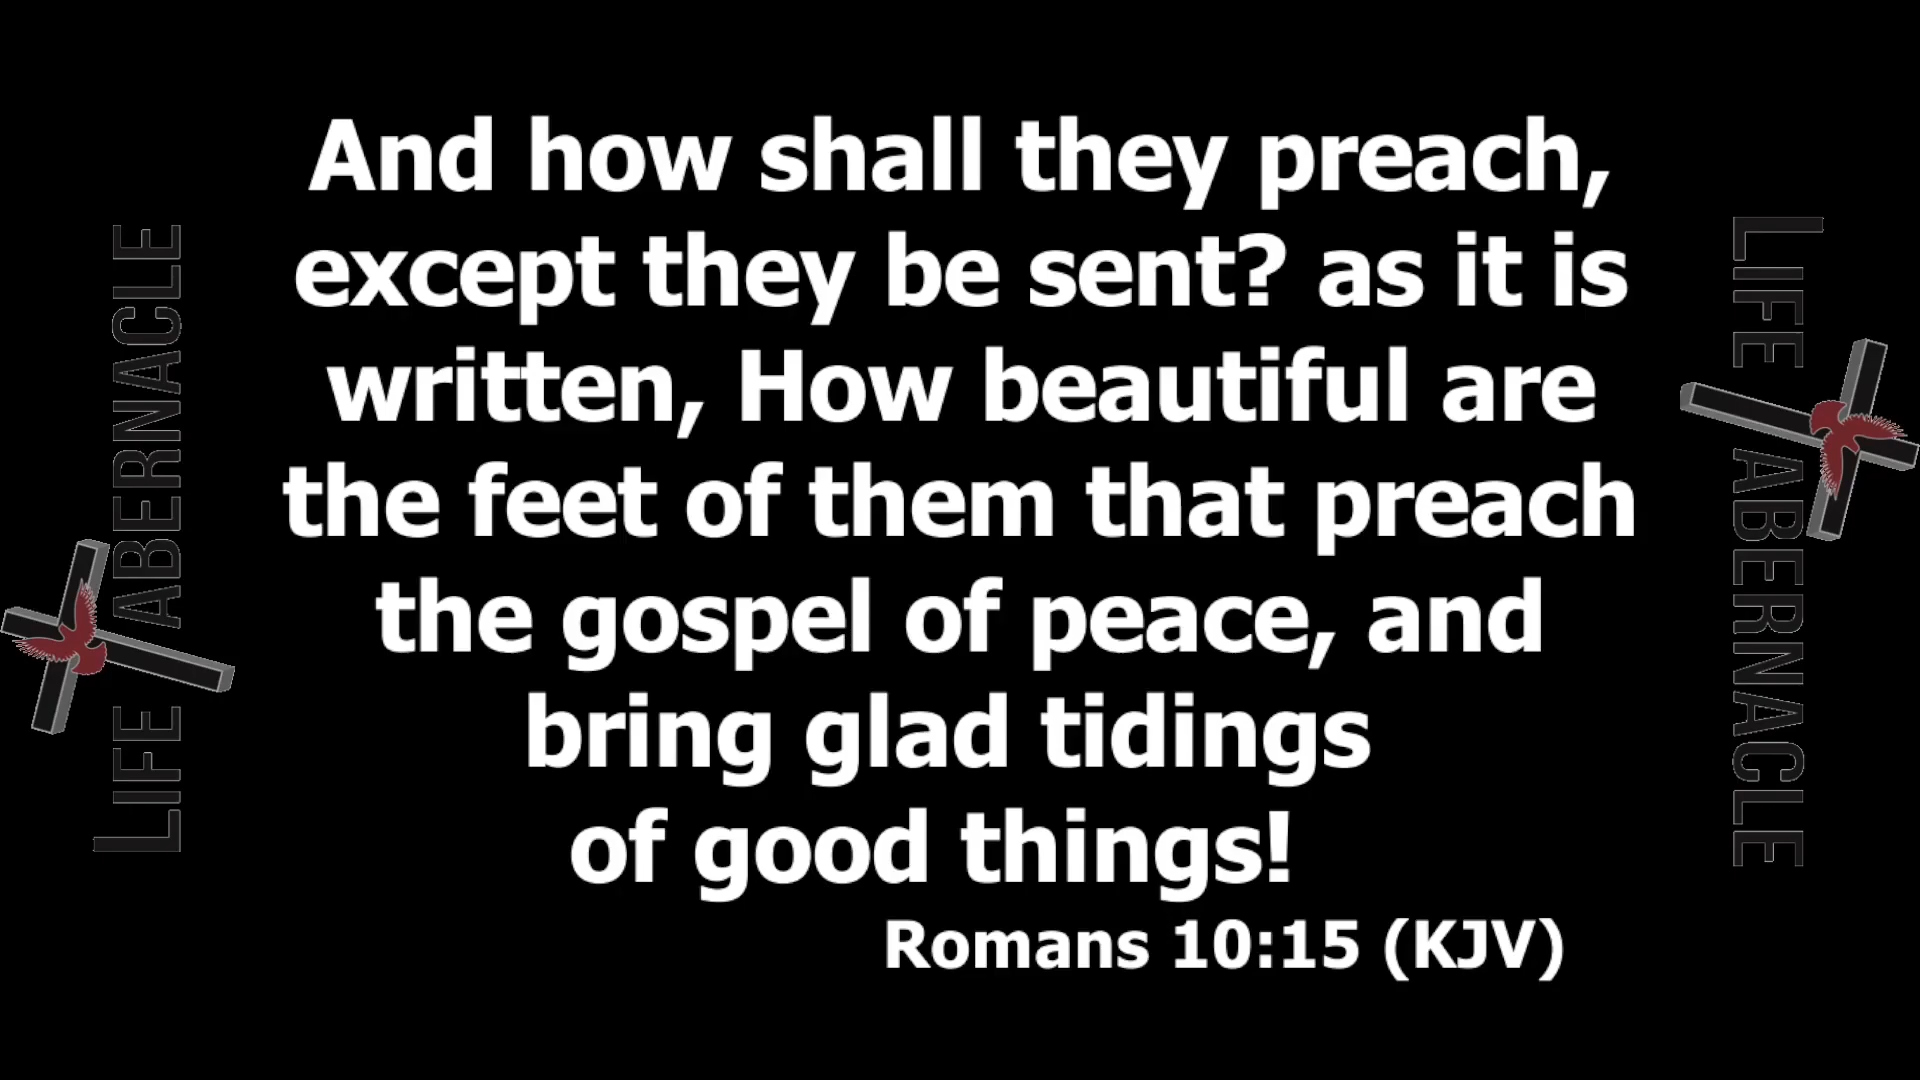 And how shall they preach,
except they be sent? as it is
written, How beautiful are
the feet of them that preach
the gospel of peace, and
bring glad tidings
of good things!
Romans 10:15 (KJV)
LIFE ABERNACLE
LIFE ABERNACLE